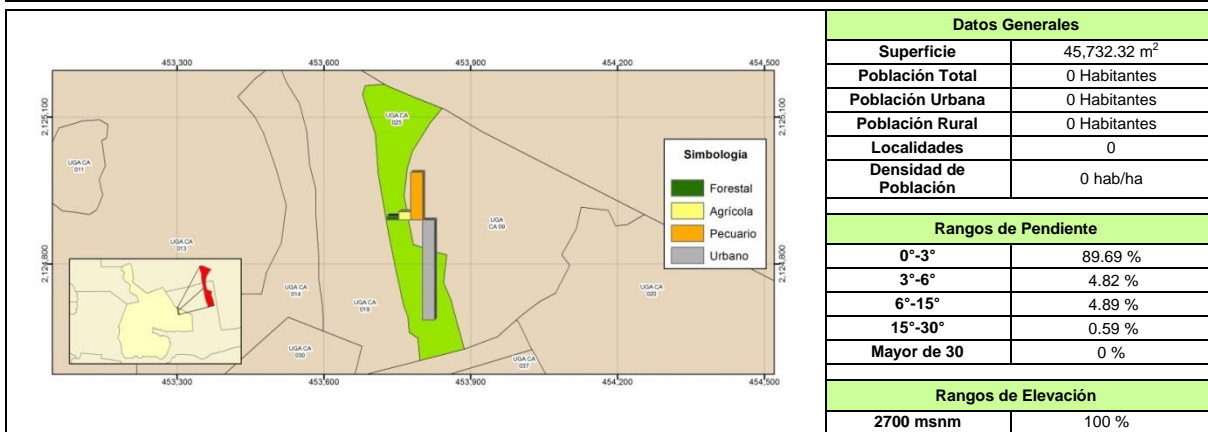 453,300 453,600 453,900 454,200 454,500
2,125,100 2,125,100
UGA CA
025
UGA CA
011
Simbología
Forestal
Agrícola
Pecuario
Urbano
UGA
CA 09
UGA CA
013
2,124,800 2,124,800
UGA CA
014
UGA CA
019
UGA CA
020
UGA CA
030
UGA CA
037
453,300 453,600 453,900 454,200 454,500
Datos Generales
Superficie 45,732.32 m²
Población Total 0 Habitantes
Población Urbana 0 Habitantes
Población Rural 0 Habitantes
Localidades 0
Densidad de
Población 0 hab/ha
Rangos de Pendiente
0°-3° 89.69 %
3°-6° 4.82 %
6°-15° 4.89 %
15°-30° 0.59 %
Mayor de 30 0 %
Rangos de Elevación
2700 msnm 100 %